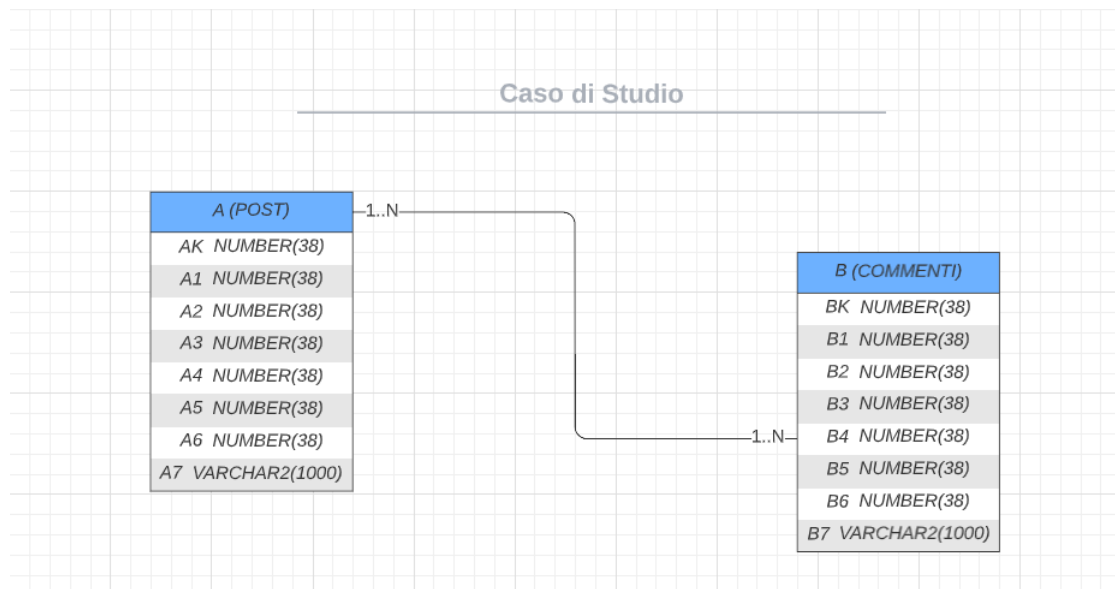 Caso di Studio
A (POST)
AK NUMBER(38)
A1 NUMBER(38)
A2 NUMBER(38)
A3 NUMBER(38)
A4 NUMBER(38)
A5 NUMBER(38)
A6 NUMBER(38)
A7 VARCHAR2(1000)
1..N
1..N
B (COMMENTI)
BK NUMBER(38)
B1 NUMBER(38)
B2 NUMBER(38)
B3 NUMBER(38)
B4 NUMBER(38)
B5 NUMBER(38)
B6 NUMBER(38)
B7 VARCHAR2(1000)